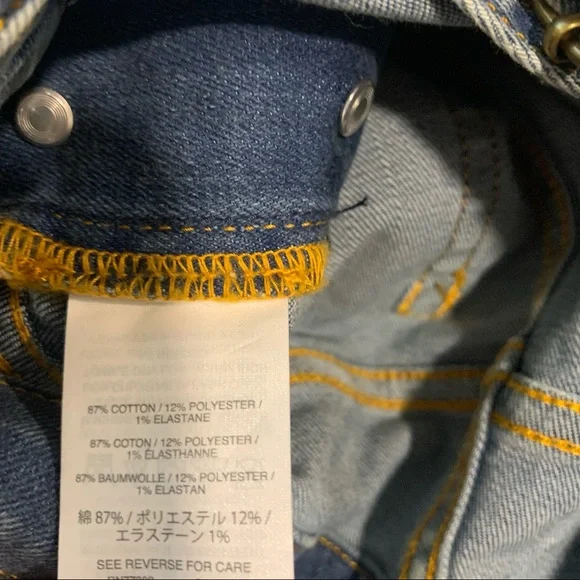 87% COTTON / 12% POLYESTER /
1% ELASTANE
87% COTON / 12% POLYESTER /
1% ÉLASTHANNE
87% BAUMWOLLE / 12% POLYESTER /
1% ELASTAN
綿 87% / ポリエステル 12% /
エラステーン 1%
SEE REVERSE FOR CARE